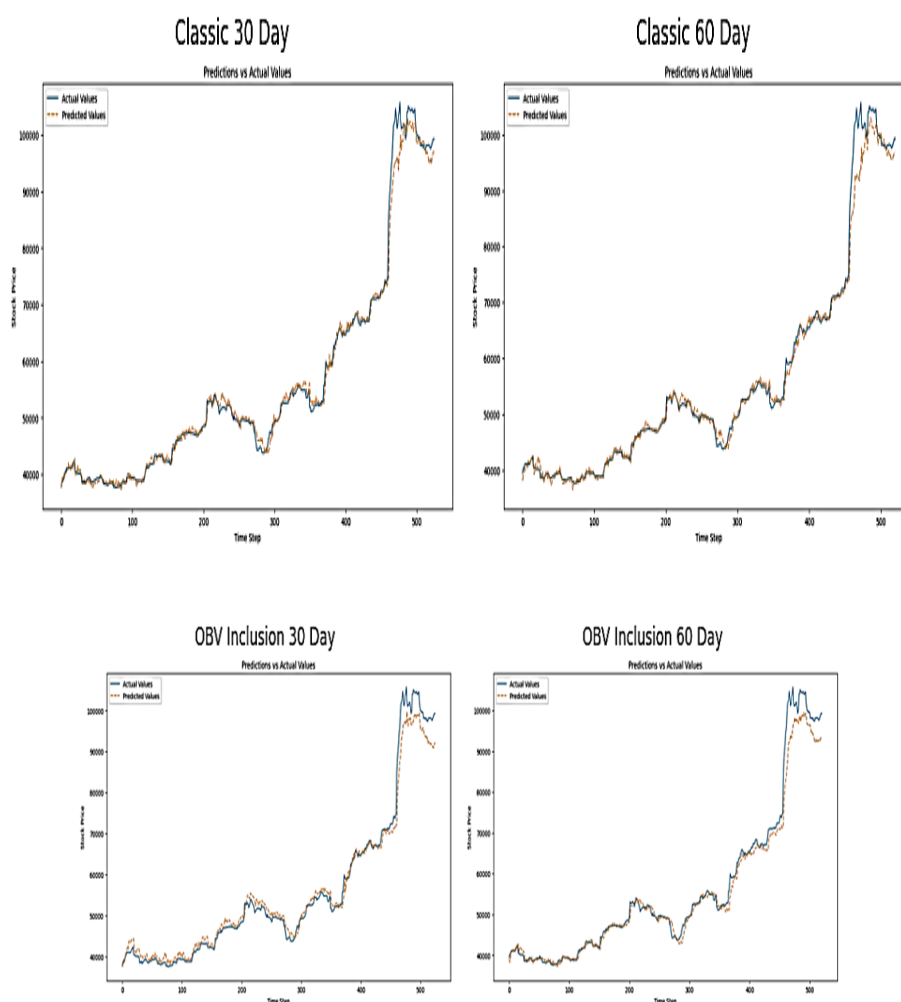 Classic 30 Day
Predictions vs Actual Values
Actual Values
Predicted Values
100000
90000
80000
70000
60000
50000
40000
Stock Price
0 100 200 300 400 500
Time Step
Classic 60 Day
Predictions vs Actual Values
Actual Values
Predicted Values
100000
90000
80000
70000
60000
50000
40000
Stock Price
0 100 200 300 400 500
Time Step
OBV Inclusion 30 Day
Predictions vs Actual Values
Actual Values
Predicted Values
100000
90000
80000
70000
60000
50000
40000
Stock Price
0 100 200 300 400 500
Time Step
OBV Inclusion 60 Day
Predictions vs Actual Values
Actual Values
Predicted Values
100000
90000
80000
70000
60000
50000
40000
Stock Price
0 100 200 300 400 500
Time Step